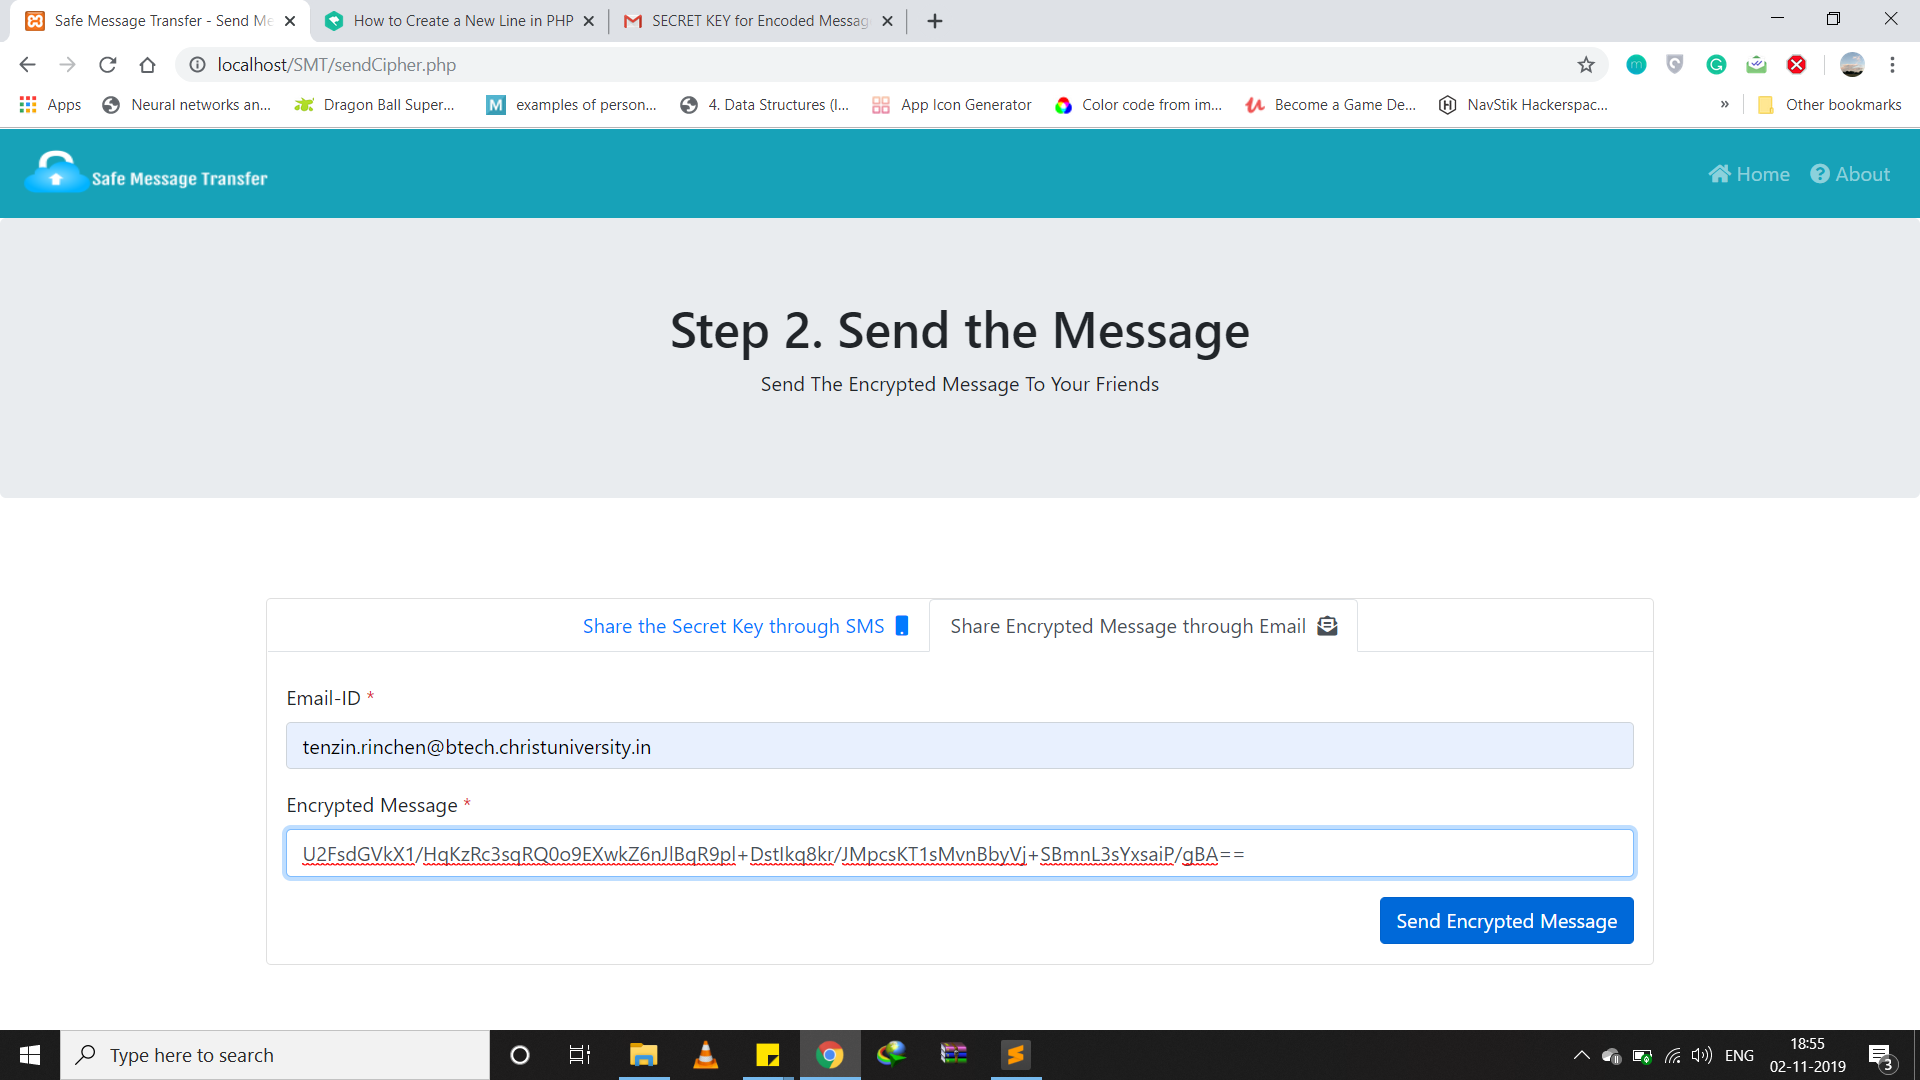 Safe Message Transfer - Send Me
How to Create a New Line in PHP
SECRET KEY for Encoded Messag
localhost/SMT/sendCipher.php
Apps
Neural networks an...
Dragon Ball Super...
M examples of person...
4. Data Structures (I...
App Icon Generator
Color code from im...
Become a Game De...
NavStik Hackerspac...
»
Other bookmarks
Safe Message Transfer
Home
About
Step 2. Send the Message
Send The Encrypted Message To Your Friends
Share the Secret Key through SMS
Share Encrypted Message through Email
Email-ID *
tenzin.rinchen@btech.christuniversity.in
Encrypted Message *
U2FsdGVkX1/HqKzRc3sqRQ0o9EXwkZ6nJlBqR9pl+DstIkq8kr/JMpcsKT1sMvnBbyVj+SBmnL3sYxsaiP/gBA==
Send Encrypted Message
Type here to search
ENG
18:55
02-11-2019
3